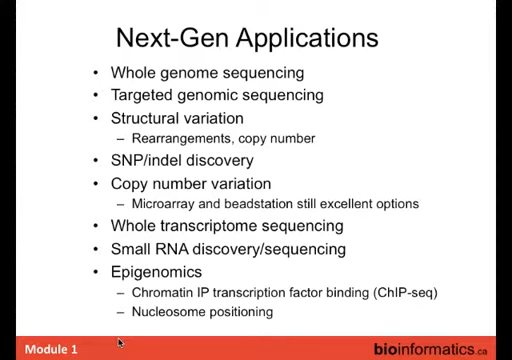 Next-Gen Applications
• Whole genome sequencing
• Targeted genomic sequencing
• Structural variation
– Rearrangements, copy number
• SNP/indel discovery
• Copy number variation
– Microarray and beadstation still excellent options
• Whole transcriptome sequencing
• Small RNA discovery/sequencing
• Epigenomics
– Chromatin IP transcription factor binding (ChIP-seq)
– Nucleosome positioning
Module 1
bioinformatics.ca